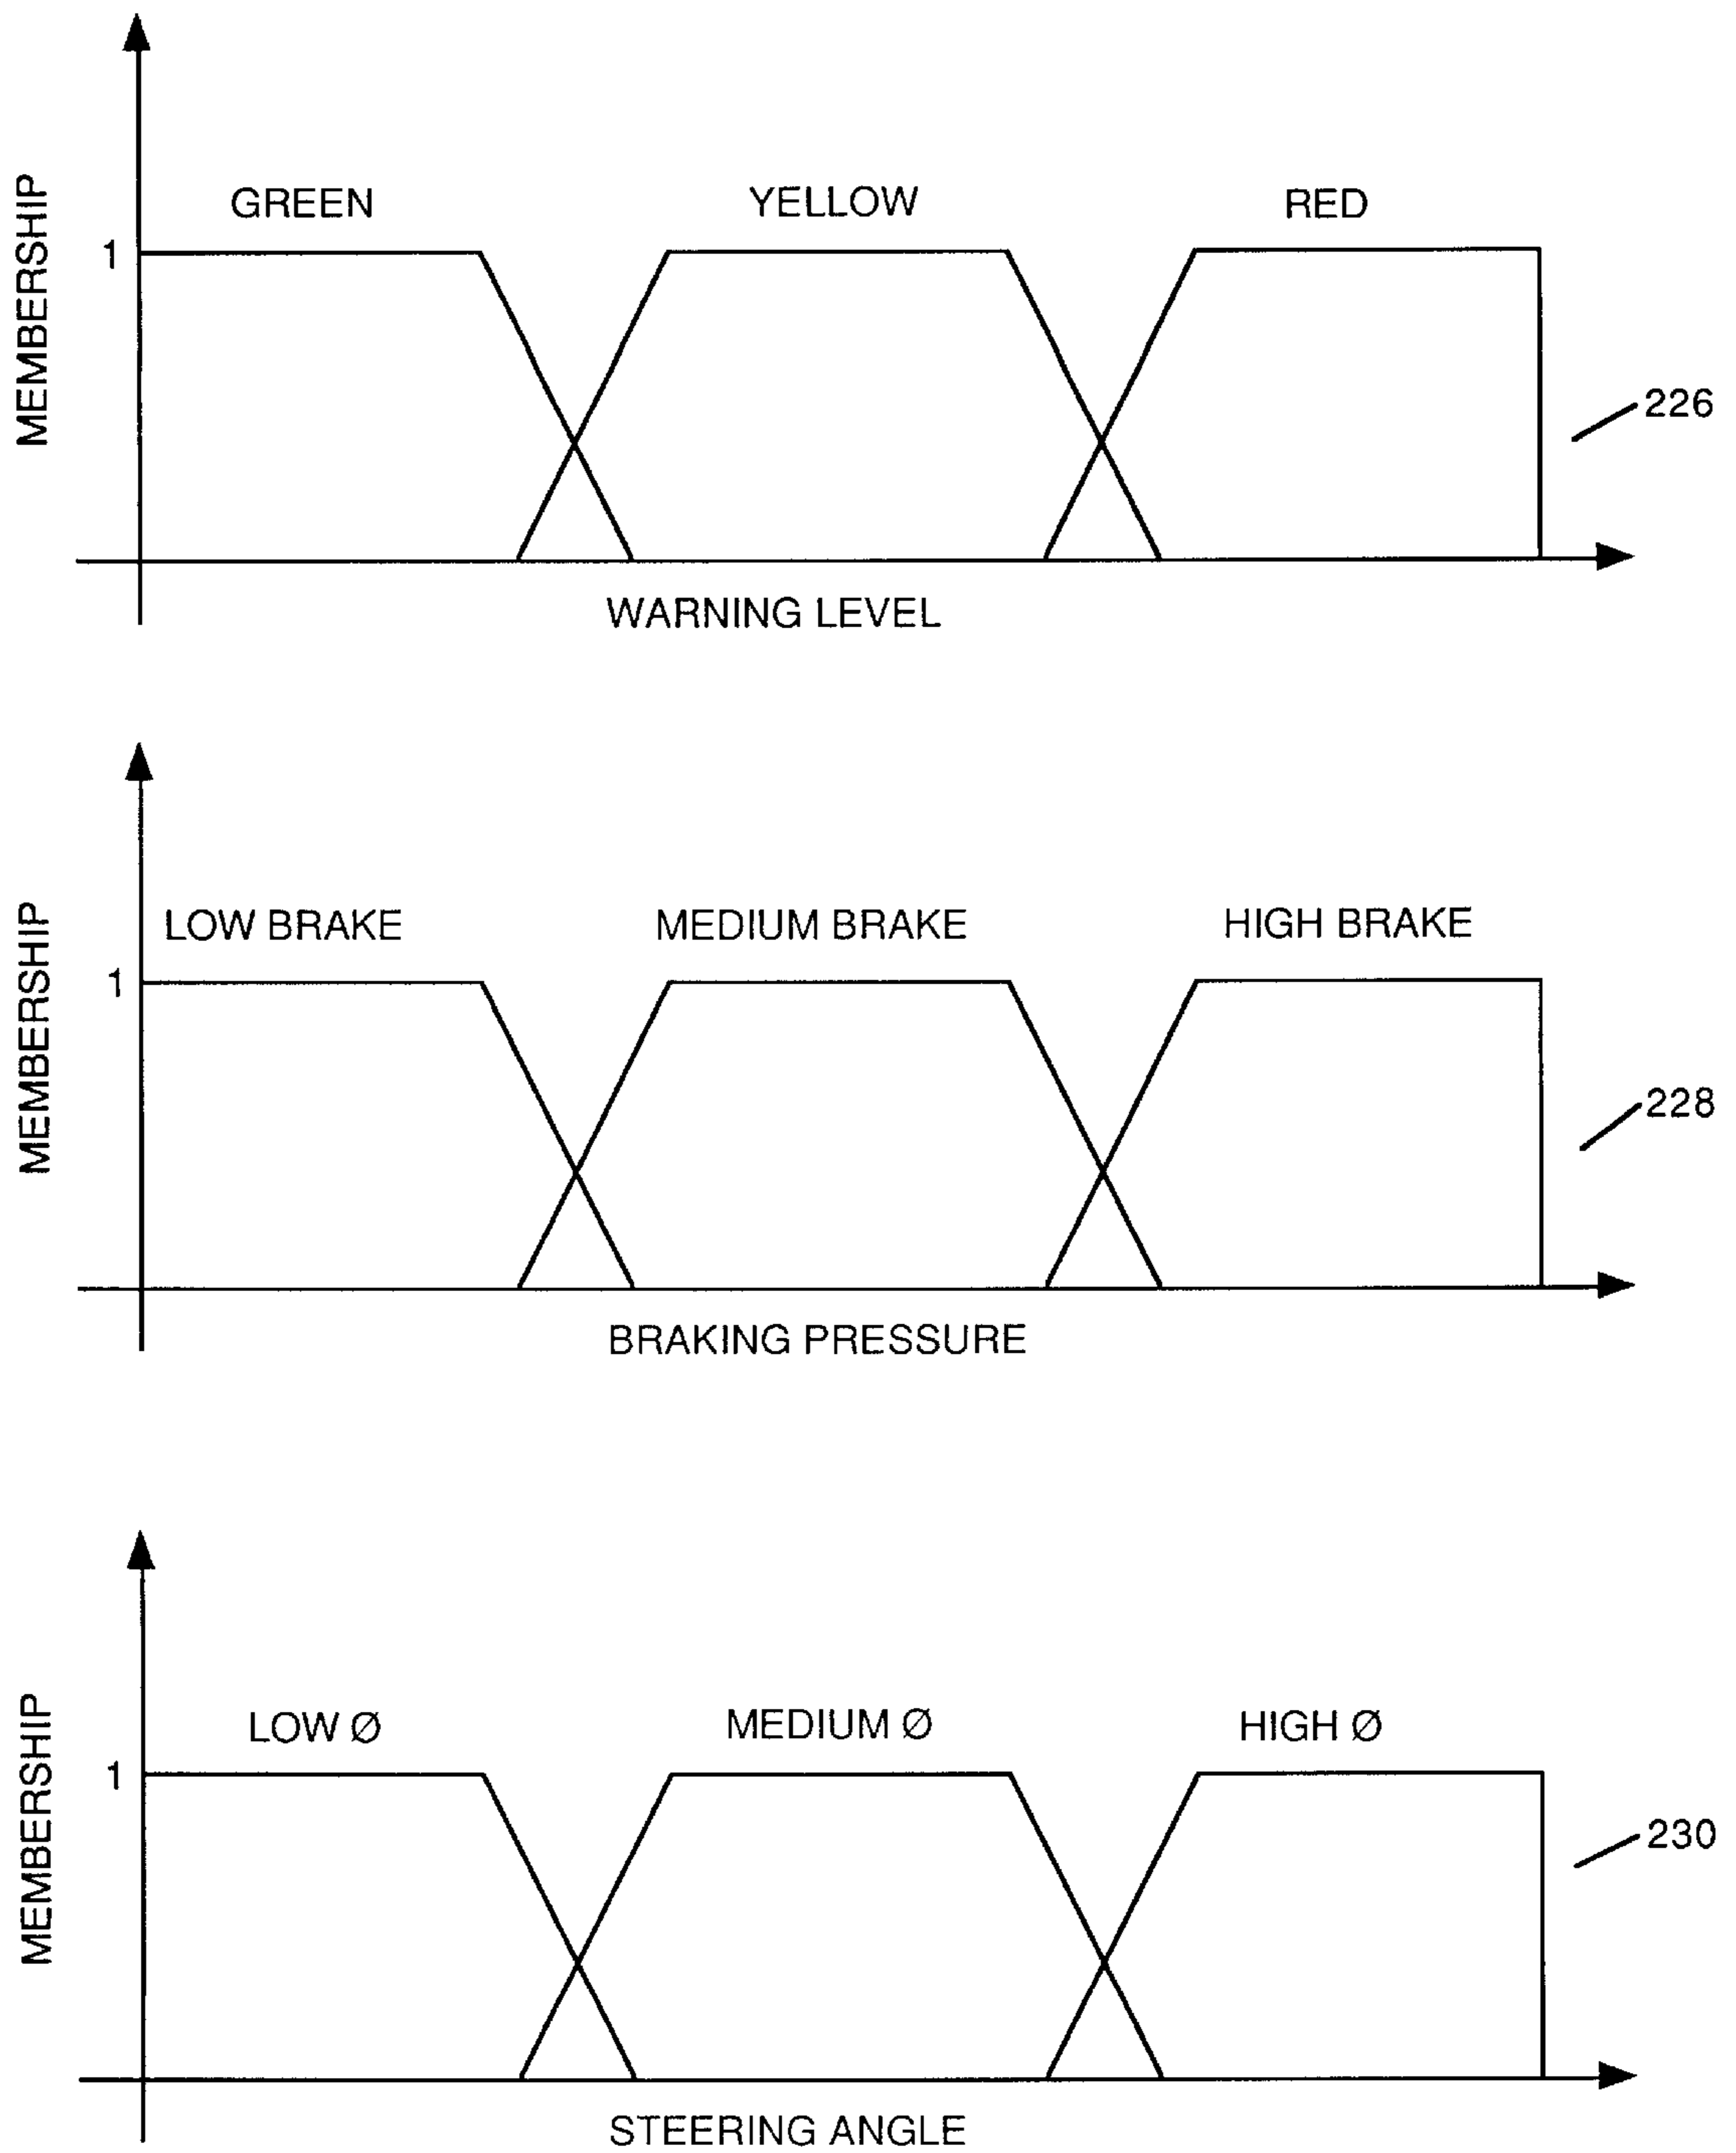 GREEN YELLOW RED
1
MEMBERSHIP
226
WARNING LEVEL
LOW BRAKE MEDIUM BRAKE HIGH BRAKE
1
MEMBERSHIP
228
BRAKING PRESSURE
LOW Ø MEDIUM Ø HIGH Ø
1
MEMBERSHIP
230
STEERING ANGLE